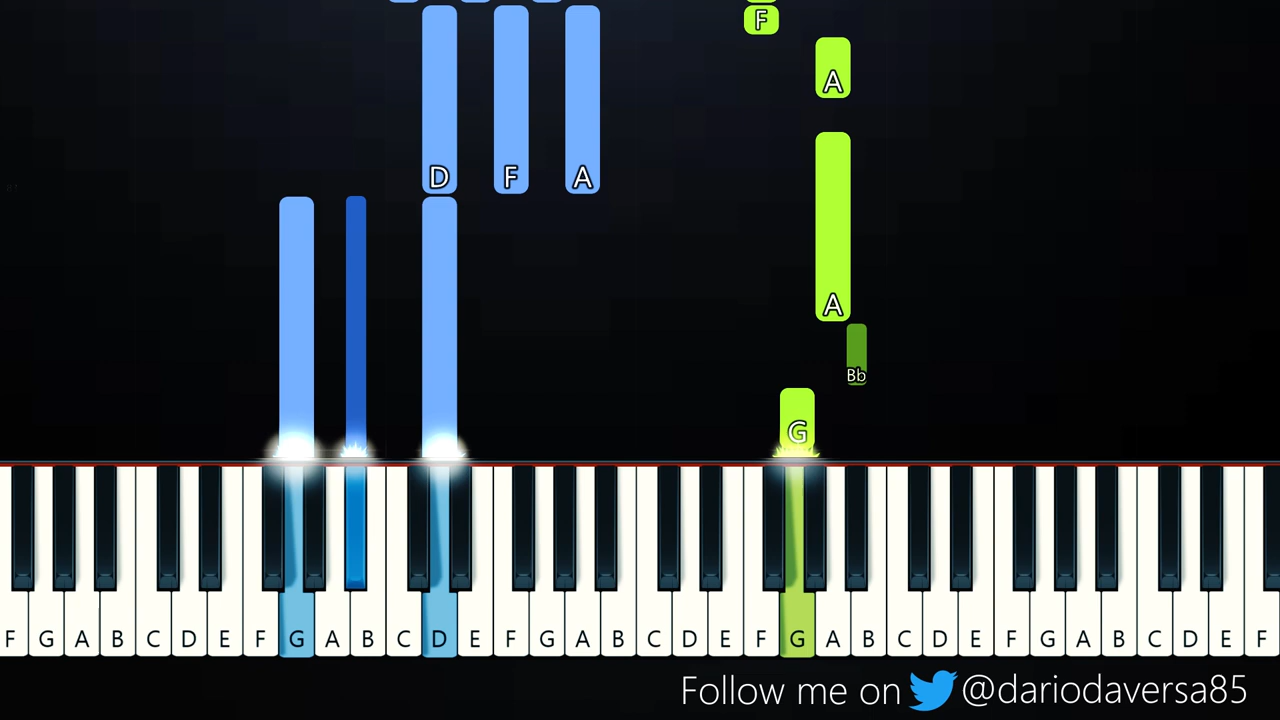 F
A
D F A
A
Bb
G
F G A B C D E F G A B C D E F G A B C D E F G A B C D E F G A B C D E F
Follow me on @dariodaversa85